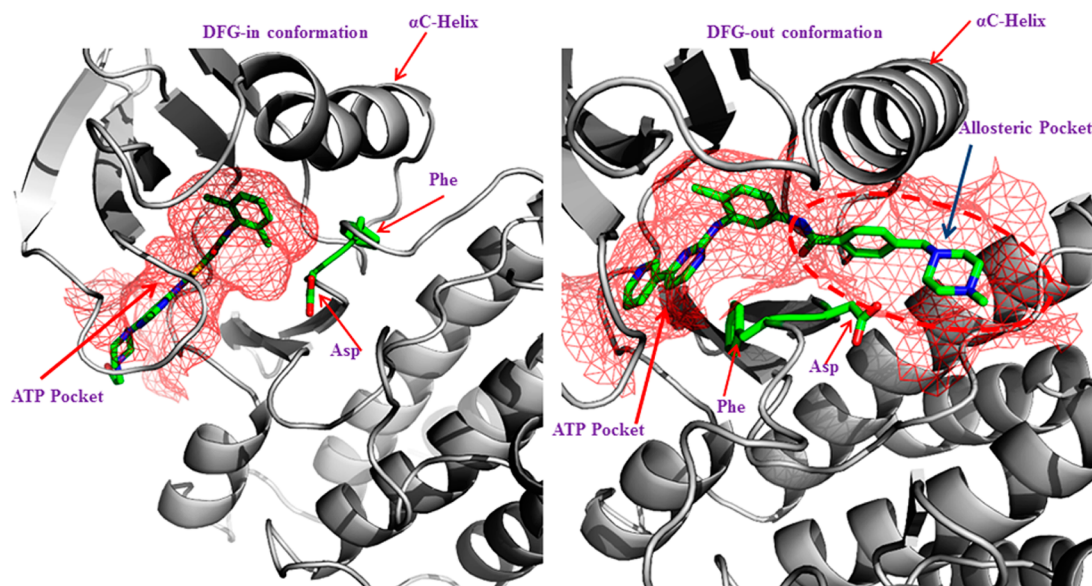 DFG-in conformation
αC-Helix
Phe
Asp
ATP Pocket
DFG-out conformation
αC-Helix
Allosteric Pocket
Asp
Phe
ATP Pocket